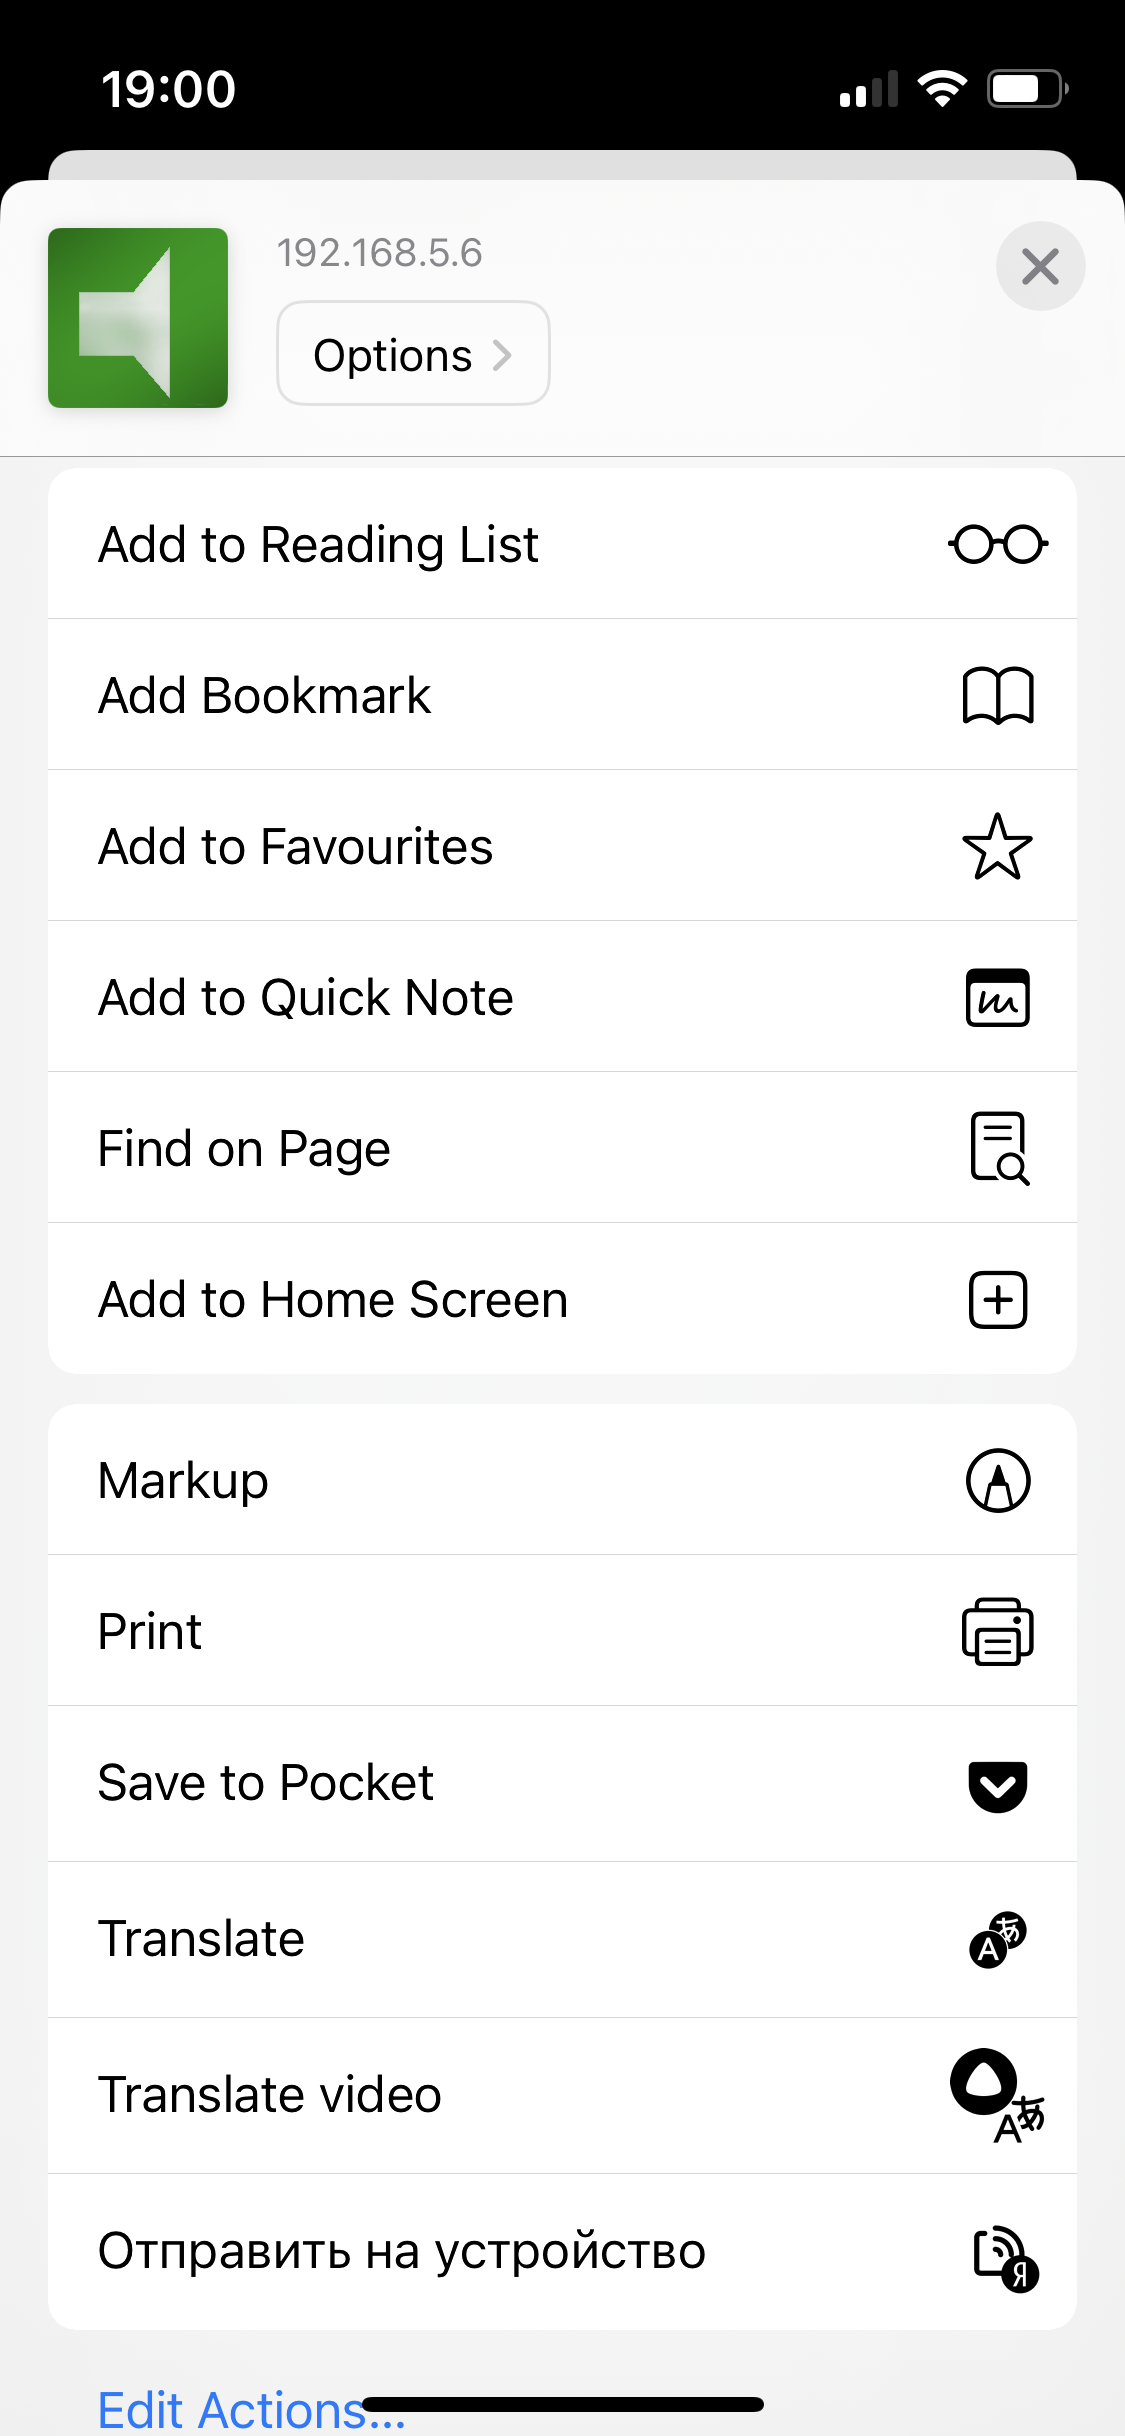 19:00
192.168.5.6
Options
Add to Reading List
Add Bookmark
Add to Favourites
Add to Quick Note
Find on Page
Add to Home Screen
Markup
Print
Save to Pocket
Translate
Translate video
Отправить на устройство
Edit Actions...